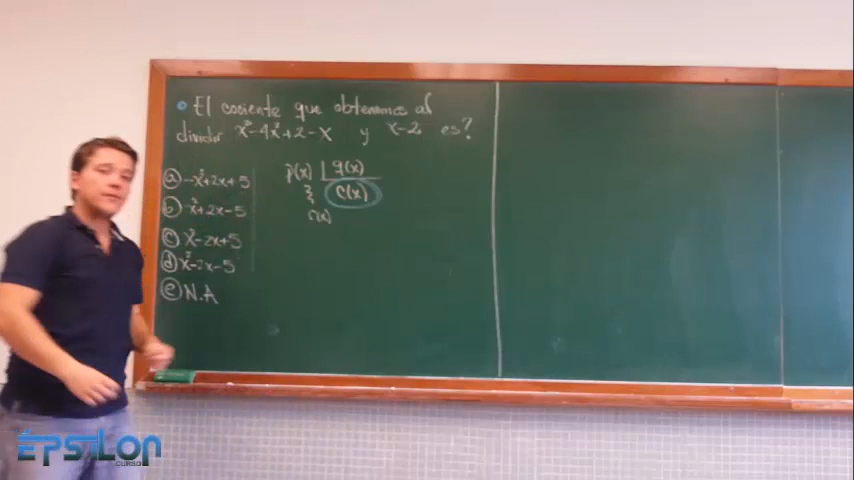 El cociente que obtenemos al
dividir x³-4x²+2-x y x-2 es?
a) -x²+2x+5
b) x²+2x-5
c) x²-2x+5
d) x²-2x-5
e) N.A
p(x) q(x)
c(x)
r(x)
EPSILON
CURSO